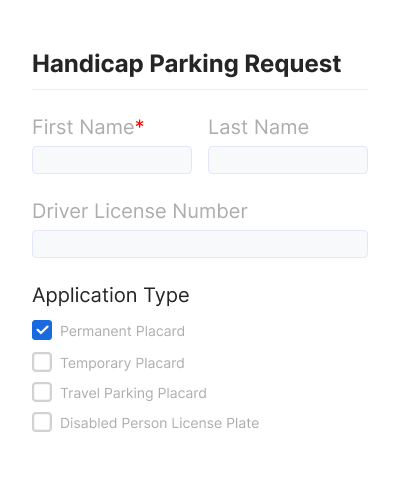 Handicap Parking Request
First Name* Last Name
Driver License Number
Application Type
Permanent Placard
Temporary Placard
Travel Parking Placard
Disabled Person License Plate